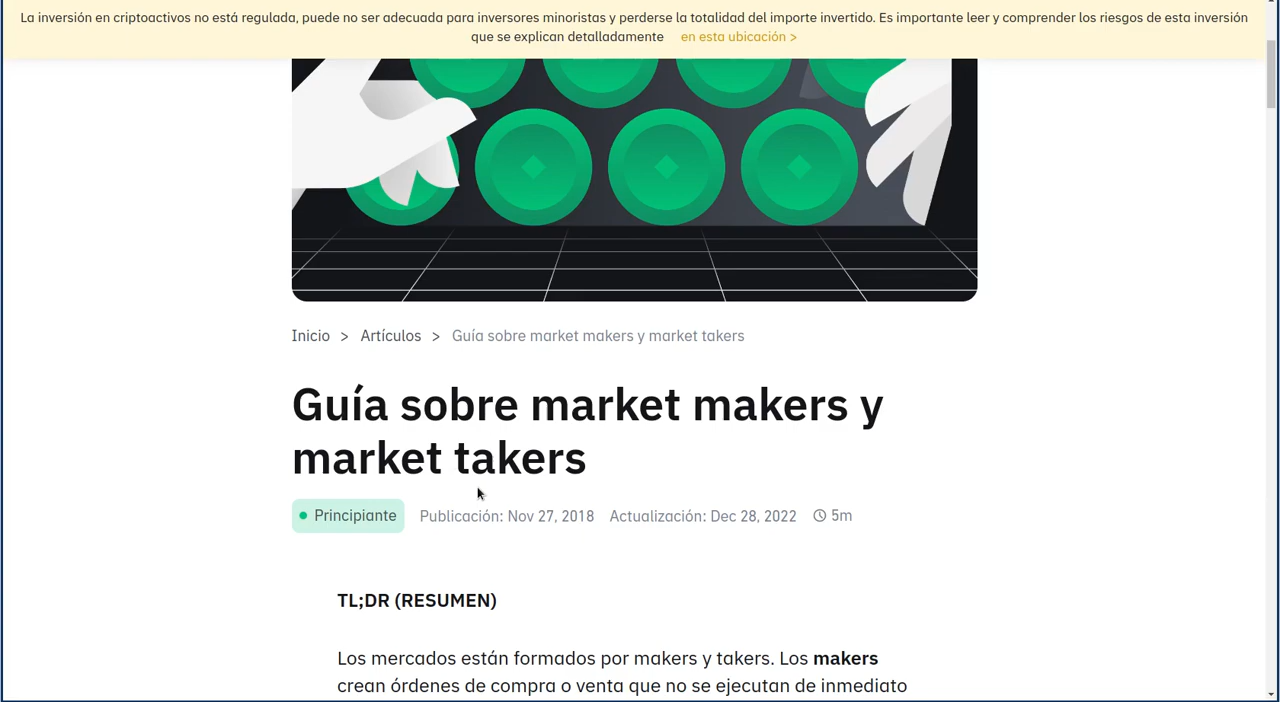 La inversión en criptoactivos no está regulada, puede no ser adecuada para inversores minoristas y perderse la totalidad del importe invertido. Es importante leer y comprender los riesgos de esta inversión
que se explican detalladamente en esta ubicación >
Inicio > Artículos > Guía sobre market makers y market takers
Guía sobre market makers y
market takers
Principiante Publicación: Nov 27, 2018 Actualización: Dec 28, 2022 5m
TL;DR (RESUMEN)
Los mercados están formados por makers y takers. Los makers
crean órdenes de compra o venta que no se ejecutan de inmediato